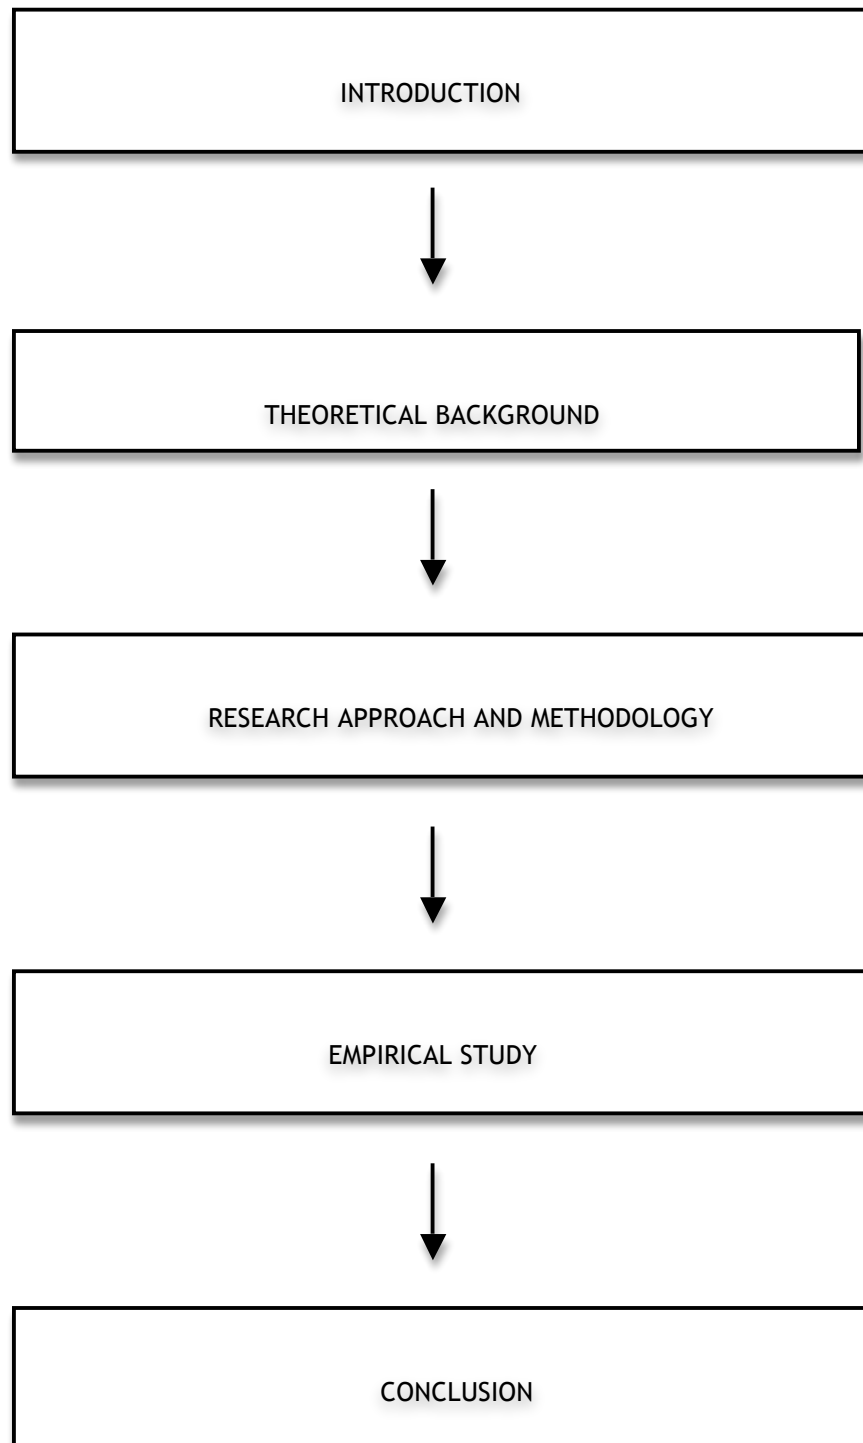 INTRODUCTION
THEORETICAL BACKGROUND
RESEARCH APPROACH AND METHODOLOGY
EMPIRICAL STUDY
CONCLUSION